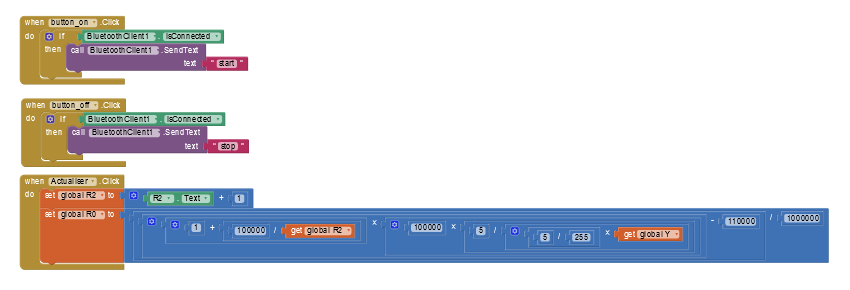 when button_on .Click
do if BluetoothClient1 . IsConnected
then call BluetoothClient1 .SendText
text " start "
when button_off .Click
do if BluetoothClient1 . IsConnected
then call BluetoothClient1 .SendText
text " stop "
when Actualiser .Click
do set global R2 to R2 . Text + 1
set global R0 to 1 + 100000 / get global R2 x 100000 x 5 / 5 / 255 x get global Y - 110000 / 1000000